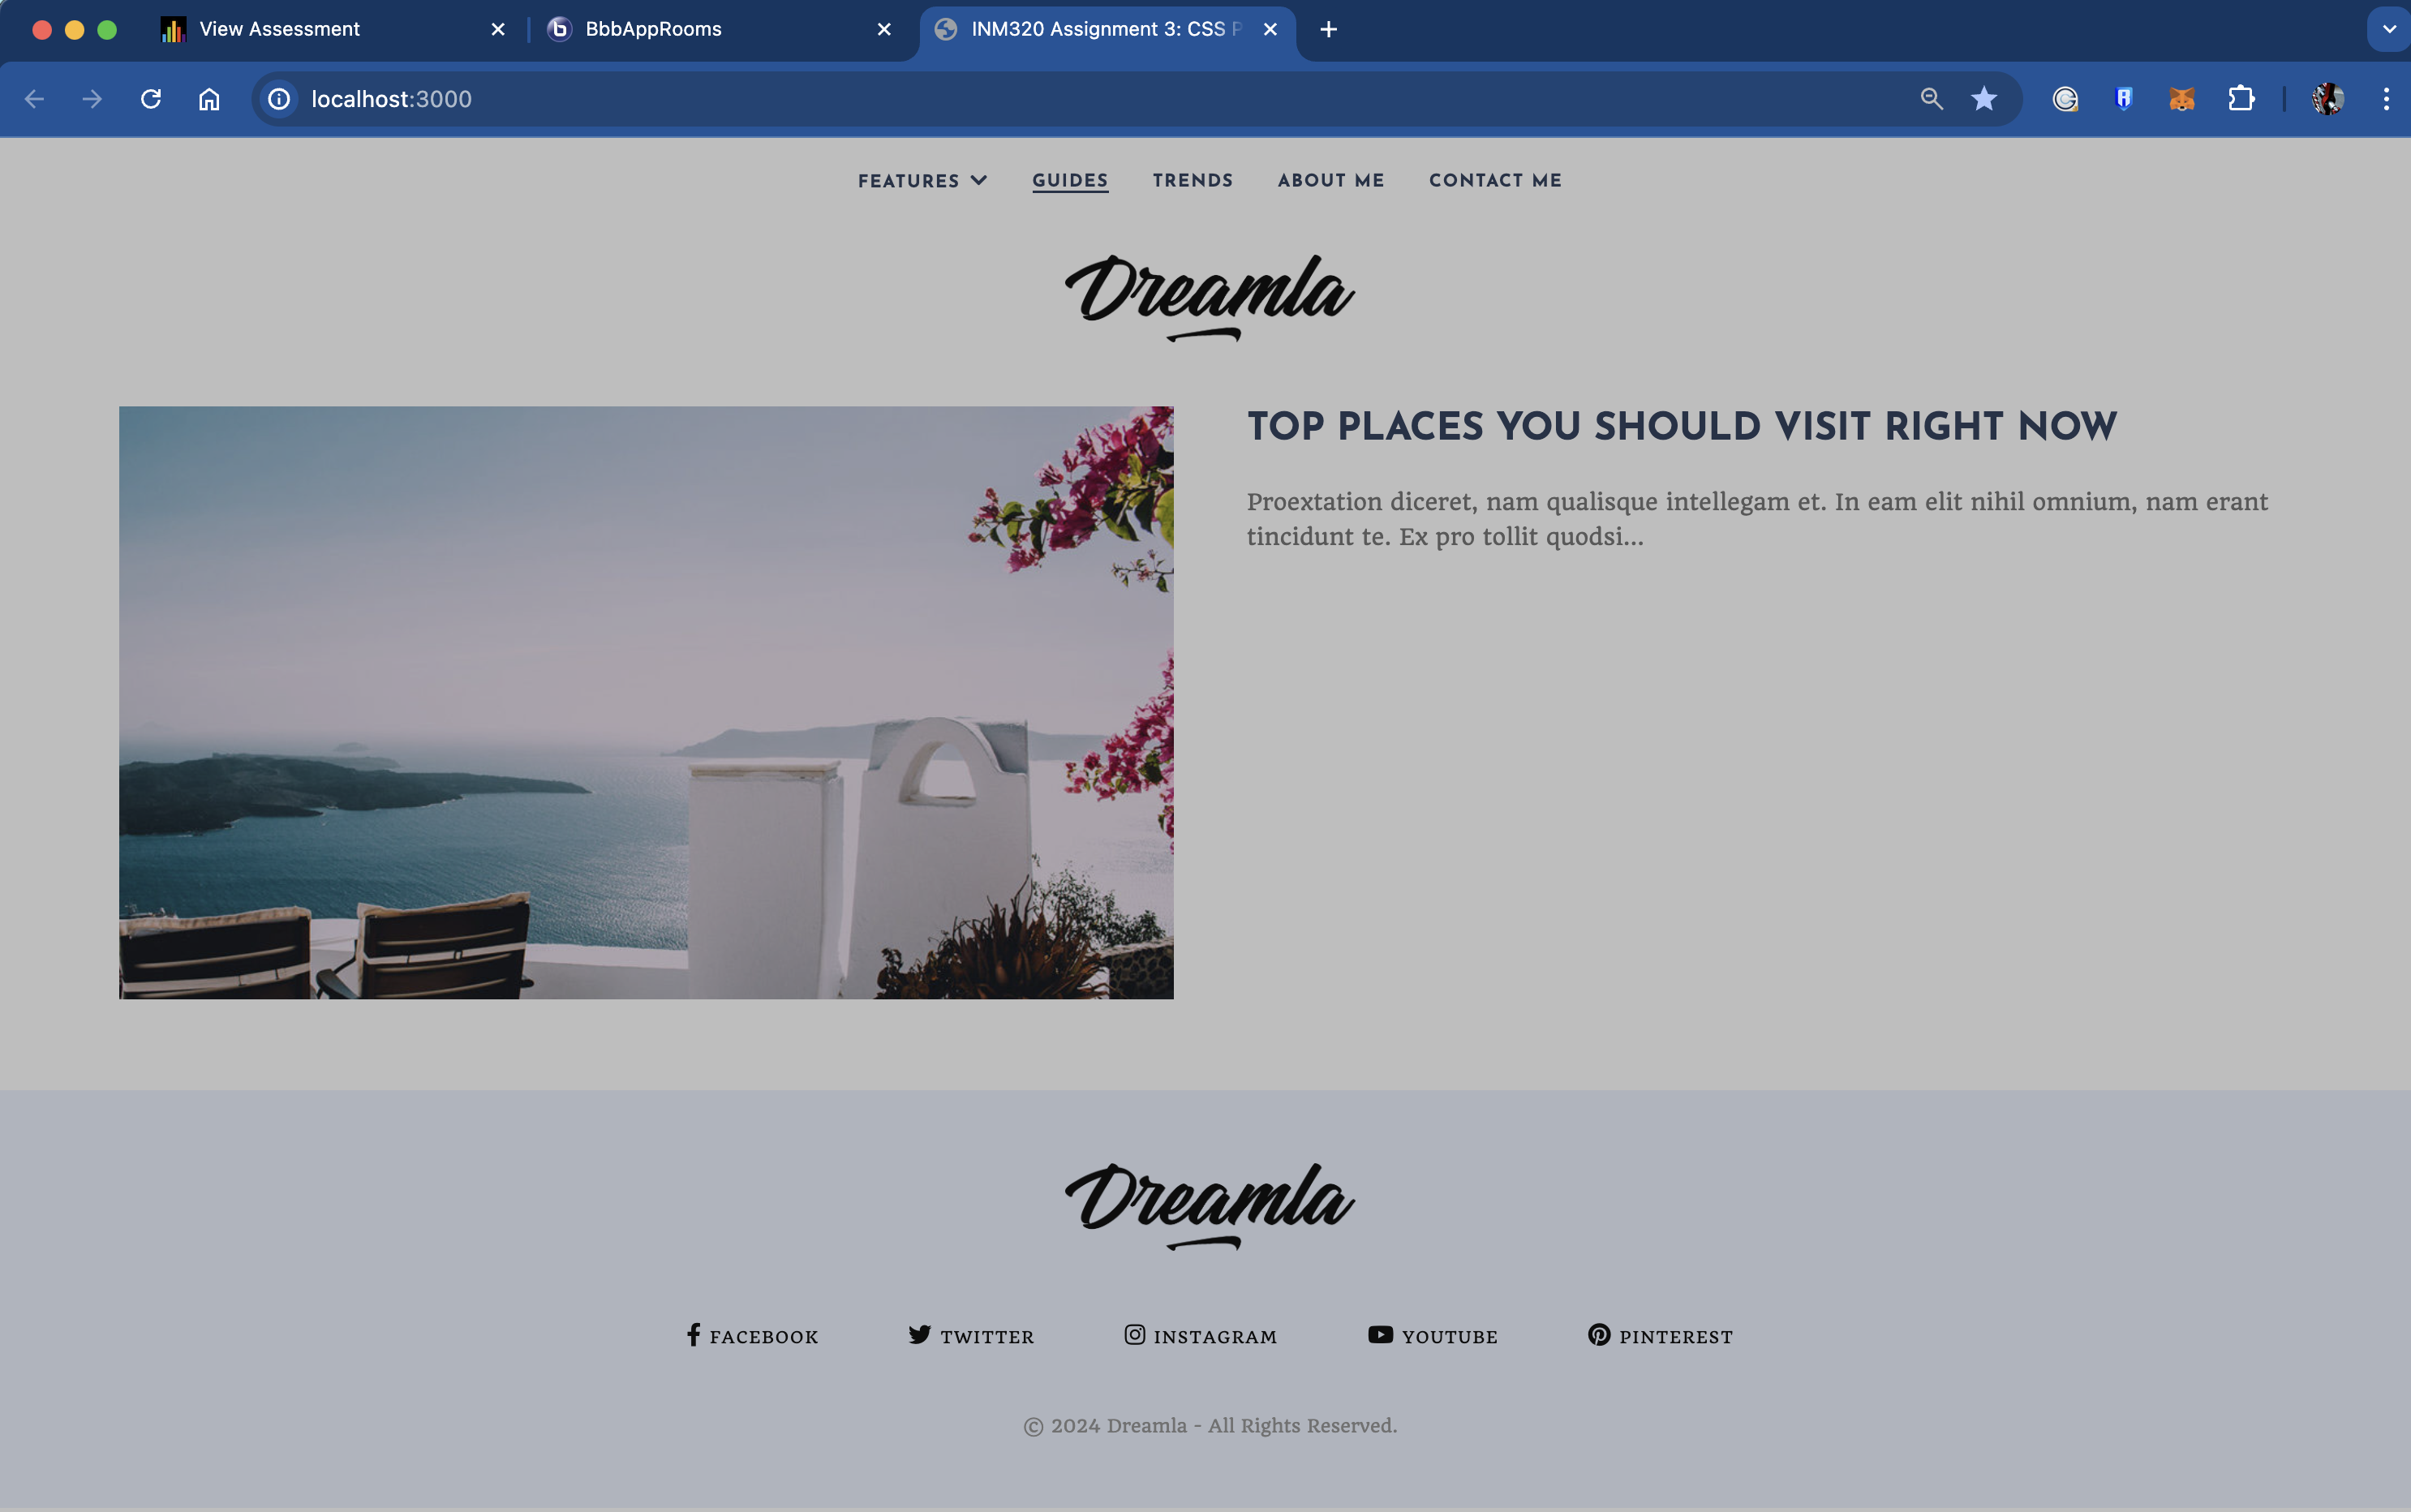 View Assessment
BbbAppRooms
INM320 Assignment 3: CSS P
localhost:3000
FEATURES GUIDES TRENDS ABOUT ME CONTACT ME
Dreamla
TOP PLACES YOU SHOULD VISIT RIGHT NOW
Proextation diceret, nam qualisque intellegam et. In eam elit nihil omnium, nam erant
tincidunt te. Ex pro tollit quodsi...
Dreamla
FACEBOOK TWITTER INSTAGRAM YOUTUBE PINTEREST
© 2024 Dreamla - All Rights Reserved.